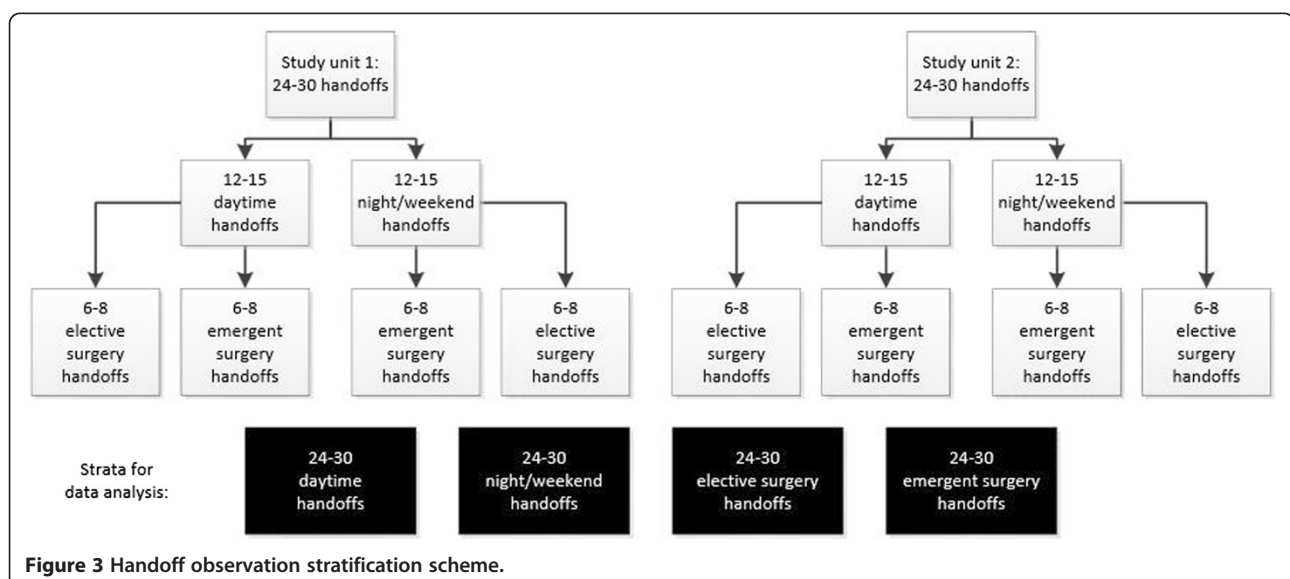 Study unit 1:
24-30 handoffs
Study unit 2:
24-30 handoffs
12-15
daytime
handoffs
12-15
night/weekend
handoffs
12-15
daytime
handoffs
12-15
night/weekend
handoffs
6-8
elective
surgery
handoffs
6-8
emergent
surgery
handoffs
6-8
emergent
surgery
handoffs
6-8
elective
surgery
handoffs
6-8
elective
surgery
handoffs
6-8
emergent
surgery
handoffs
6-8
emergent
surgery
handoffs
6-8
elective
surgery
handoffs
Strata for
data analysis:
24-30
daytime
handoffs
24-30
night/weekend
handoffs
24-30
elective surgery
handoffs
24-30
emergent surgery
handoffs
Figure 3 Handoff observation stratification scheme.